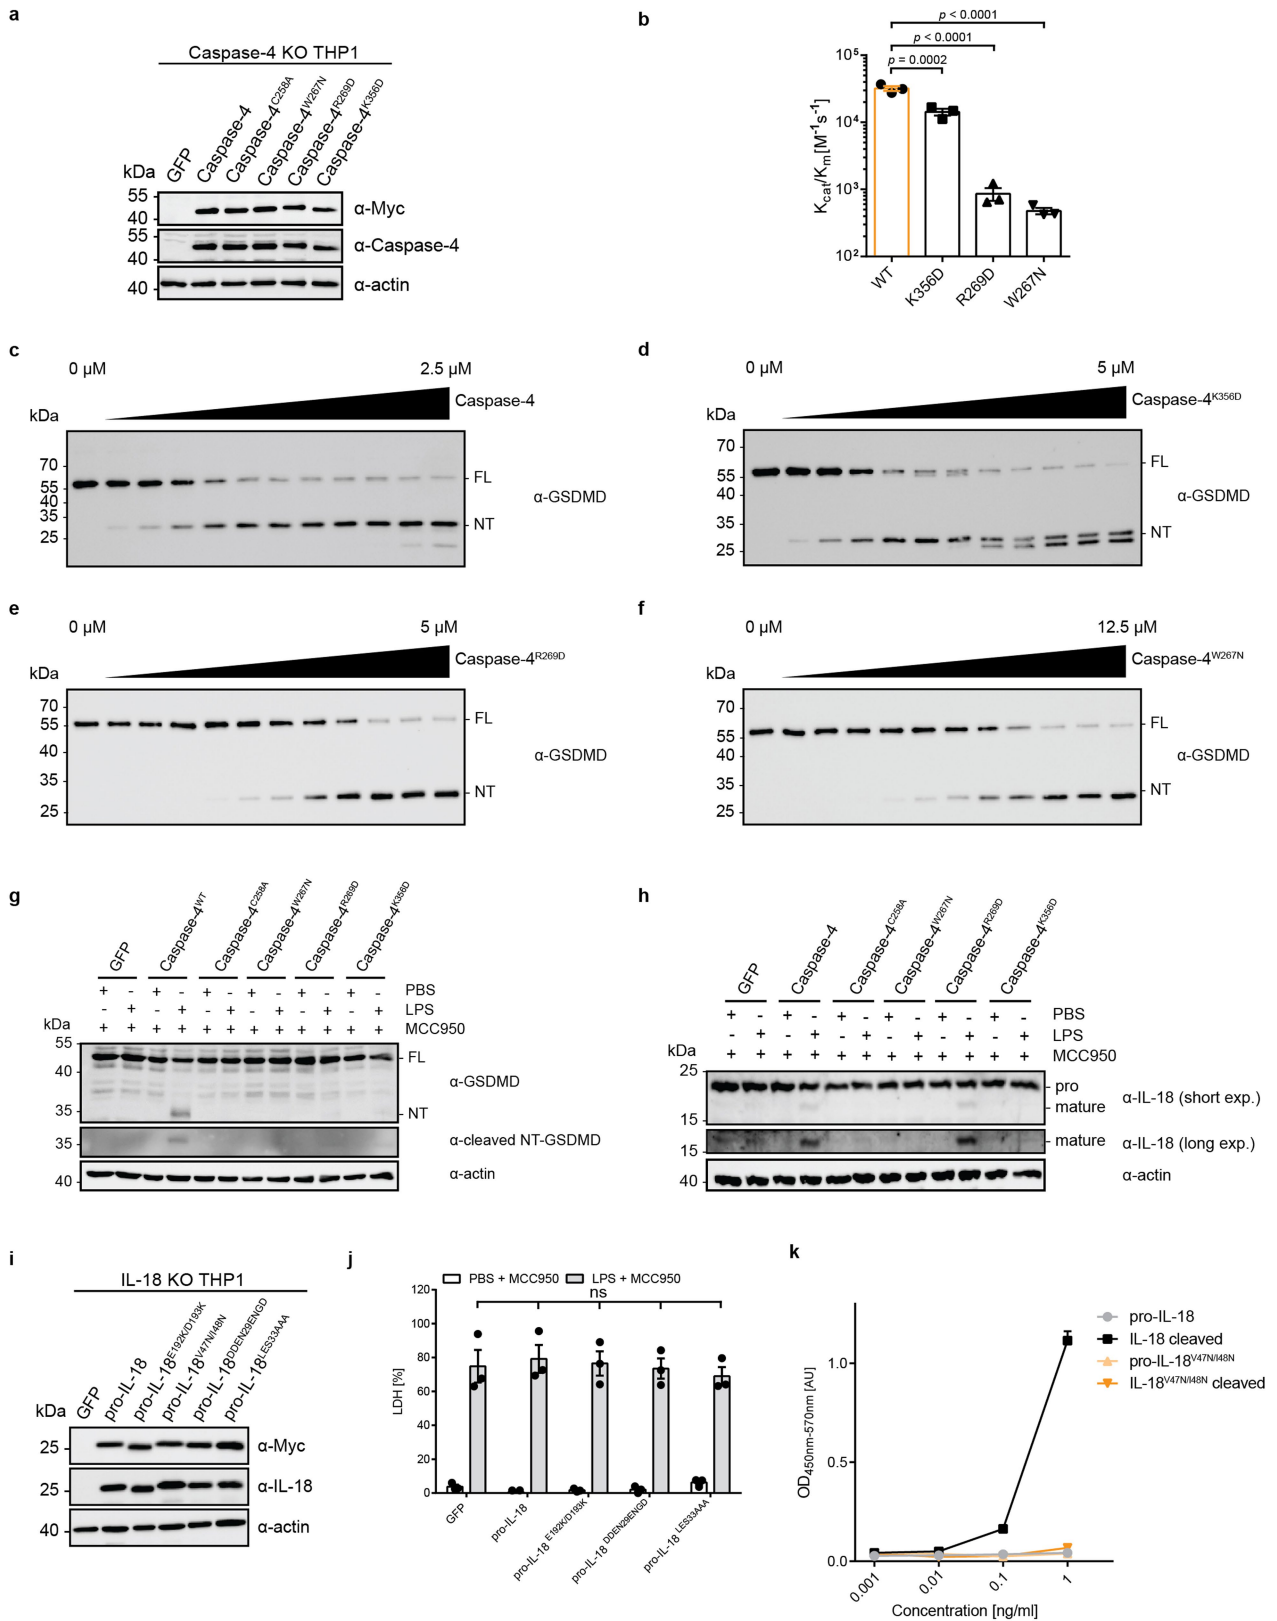 a
Caspase-4 KO THP1
GFP
Caspase-4
Caspase-4C258A
Caspase-4W267N
Caspase-4R269D
Caspase-4K356D
kDa
55
40
α-Myc
55
40
α-Caspase-4
40
α-actin
b
p < 0.0001
p < 0.0001
p = 0.0002
Kcat/Km[M-1s-1]
105
104
103
102
WT
K356D
R269D
W267N
c
0 μM 2.5 μM
Caspase-4
kDa
70
55
40
35
25
FL
NT
α-GSDMD
d
0 μM 5 μM
Caspase-4K356D
kDa
70
55
40
35
25
FL
NT
α-GSDMD
e
0 μM 5 μM
Caspase-4R269D
kDa
70
55
40
35
25
FL
NT
α-GSDMD
f
0 μM 12.5 μM
Caspase-4W267N
kDa
70
55
40
35
25
FL
NT
α-GSDMD
g
GFP
Caspase-4WT
Caspase-4C258A
Caspase-4W267N
Caspase-4R269D
Caspase-4K356D
+ - + - + - + - + - + - PBS
- + - + - + - + - + - + LPS
+ + + + + + + + + + + + MCC950
kDa
55
40
35
FL
NT
α-GSDMD
35
α-cleaved NT-GSDMD
40
α-actin
h
GFP
Caspase-4
Caspase-4C258A
Caspase-4W267N
Caspase-4R269D
Caspase-4K356D
+ - + - + - + - + - + - PBS
- + - + - + - + - + - + LPS
+ + + + + + + + + + + + MCC950
kDa
25
15
pro
mature
α-IL-18 (short exp.)
15
mature
α-IL-18 (long exp.)
40
α-actin
i
IL-18 KO THP1
GFP
pro-IL-18
pro-IL-18E192K/D193K
pro-IL-18V47N/I48N
pro-IL-18DDEN29ENGD
pro-IL-18LES33AAA
kDa
25
α-Myc
25
α-IL-18
40
α-actin
j
PBS + MCC950 LPS + MCC950
ns
LDH [%]
120
100
80
60
40
20
0
GFP
pro-IL-18
pro-IL-18 E192K/D193K
pro-IL-18 DDEN29ENGD
pro-IL-18 LES33AAA
k
OD450nm-570nm [AU]
1.0
0.5
0.0
0.001
0.01
0.1
1
Concentration [ng/ml]
pro-IL-18
IL-18 cleaved
pro-IL-18V47N/I48N
IL-18V47N/I48N cleaved